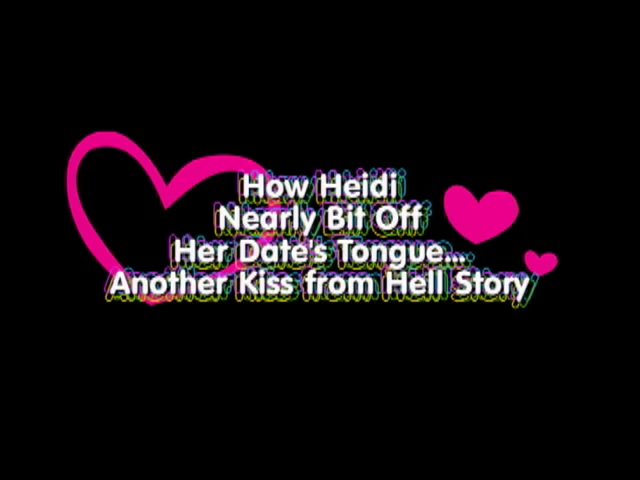 How Heidi
Nearly Bit Off
Her Date's Tongue...
Another Kiss from Hell Story